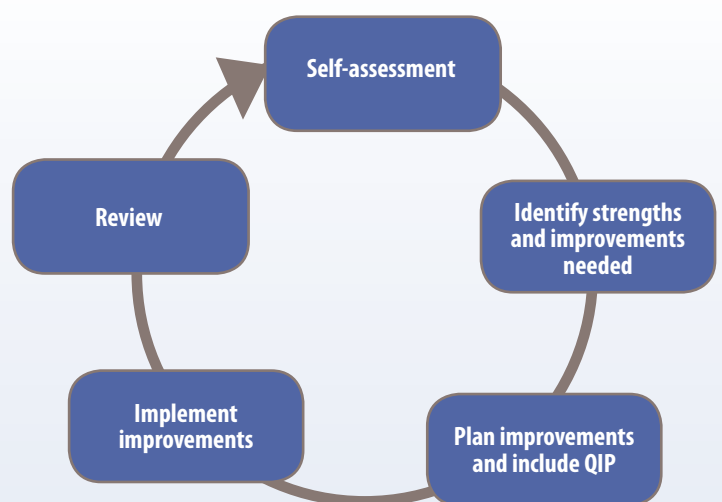 Self-assessment
Identify strengths
and improvements
needed
Plan improvements
and include QIP
Implement
improvements
Review